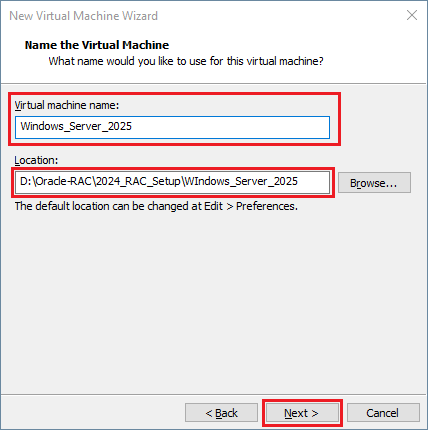 New Virtual Machine Wizard
Name the Virtual Machine
What name would you like to use for this virtual machine?
Virtual machine name:
Windows_Server_2025
Location:
D:\Oracle-RAC\2024_RAC_Setup\WIndows_Server_2025
Browse...
The default location can be changed at Edit > Preferences.
< Back
Next >
Cancel